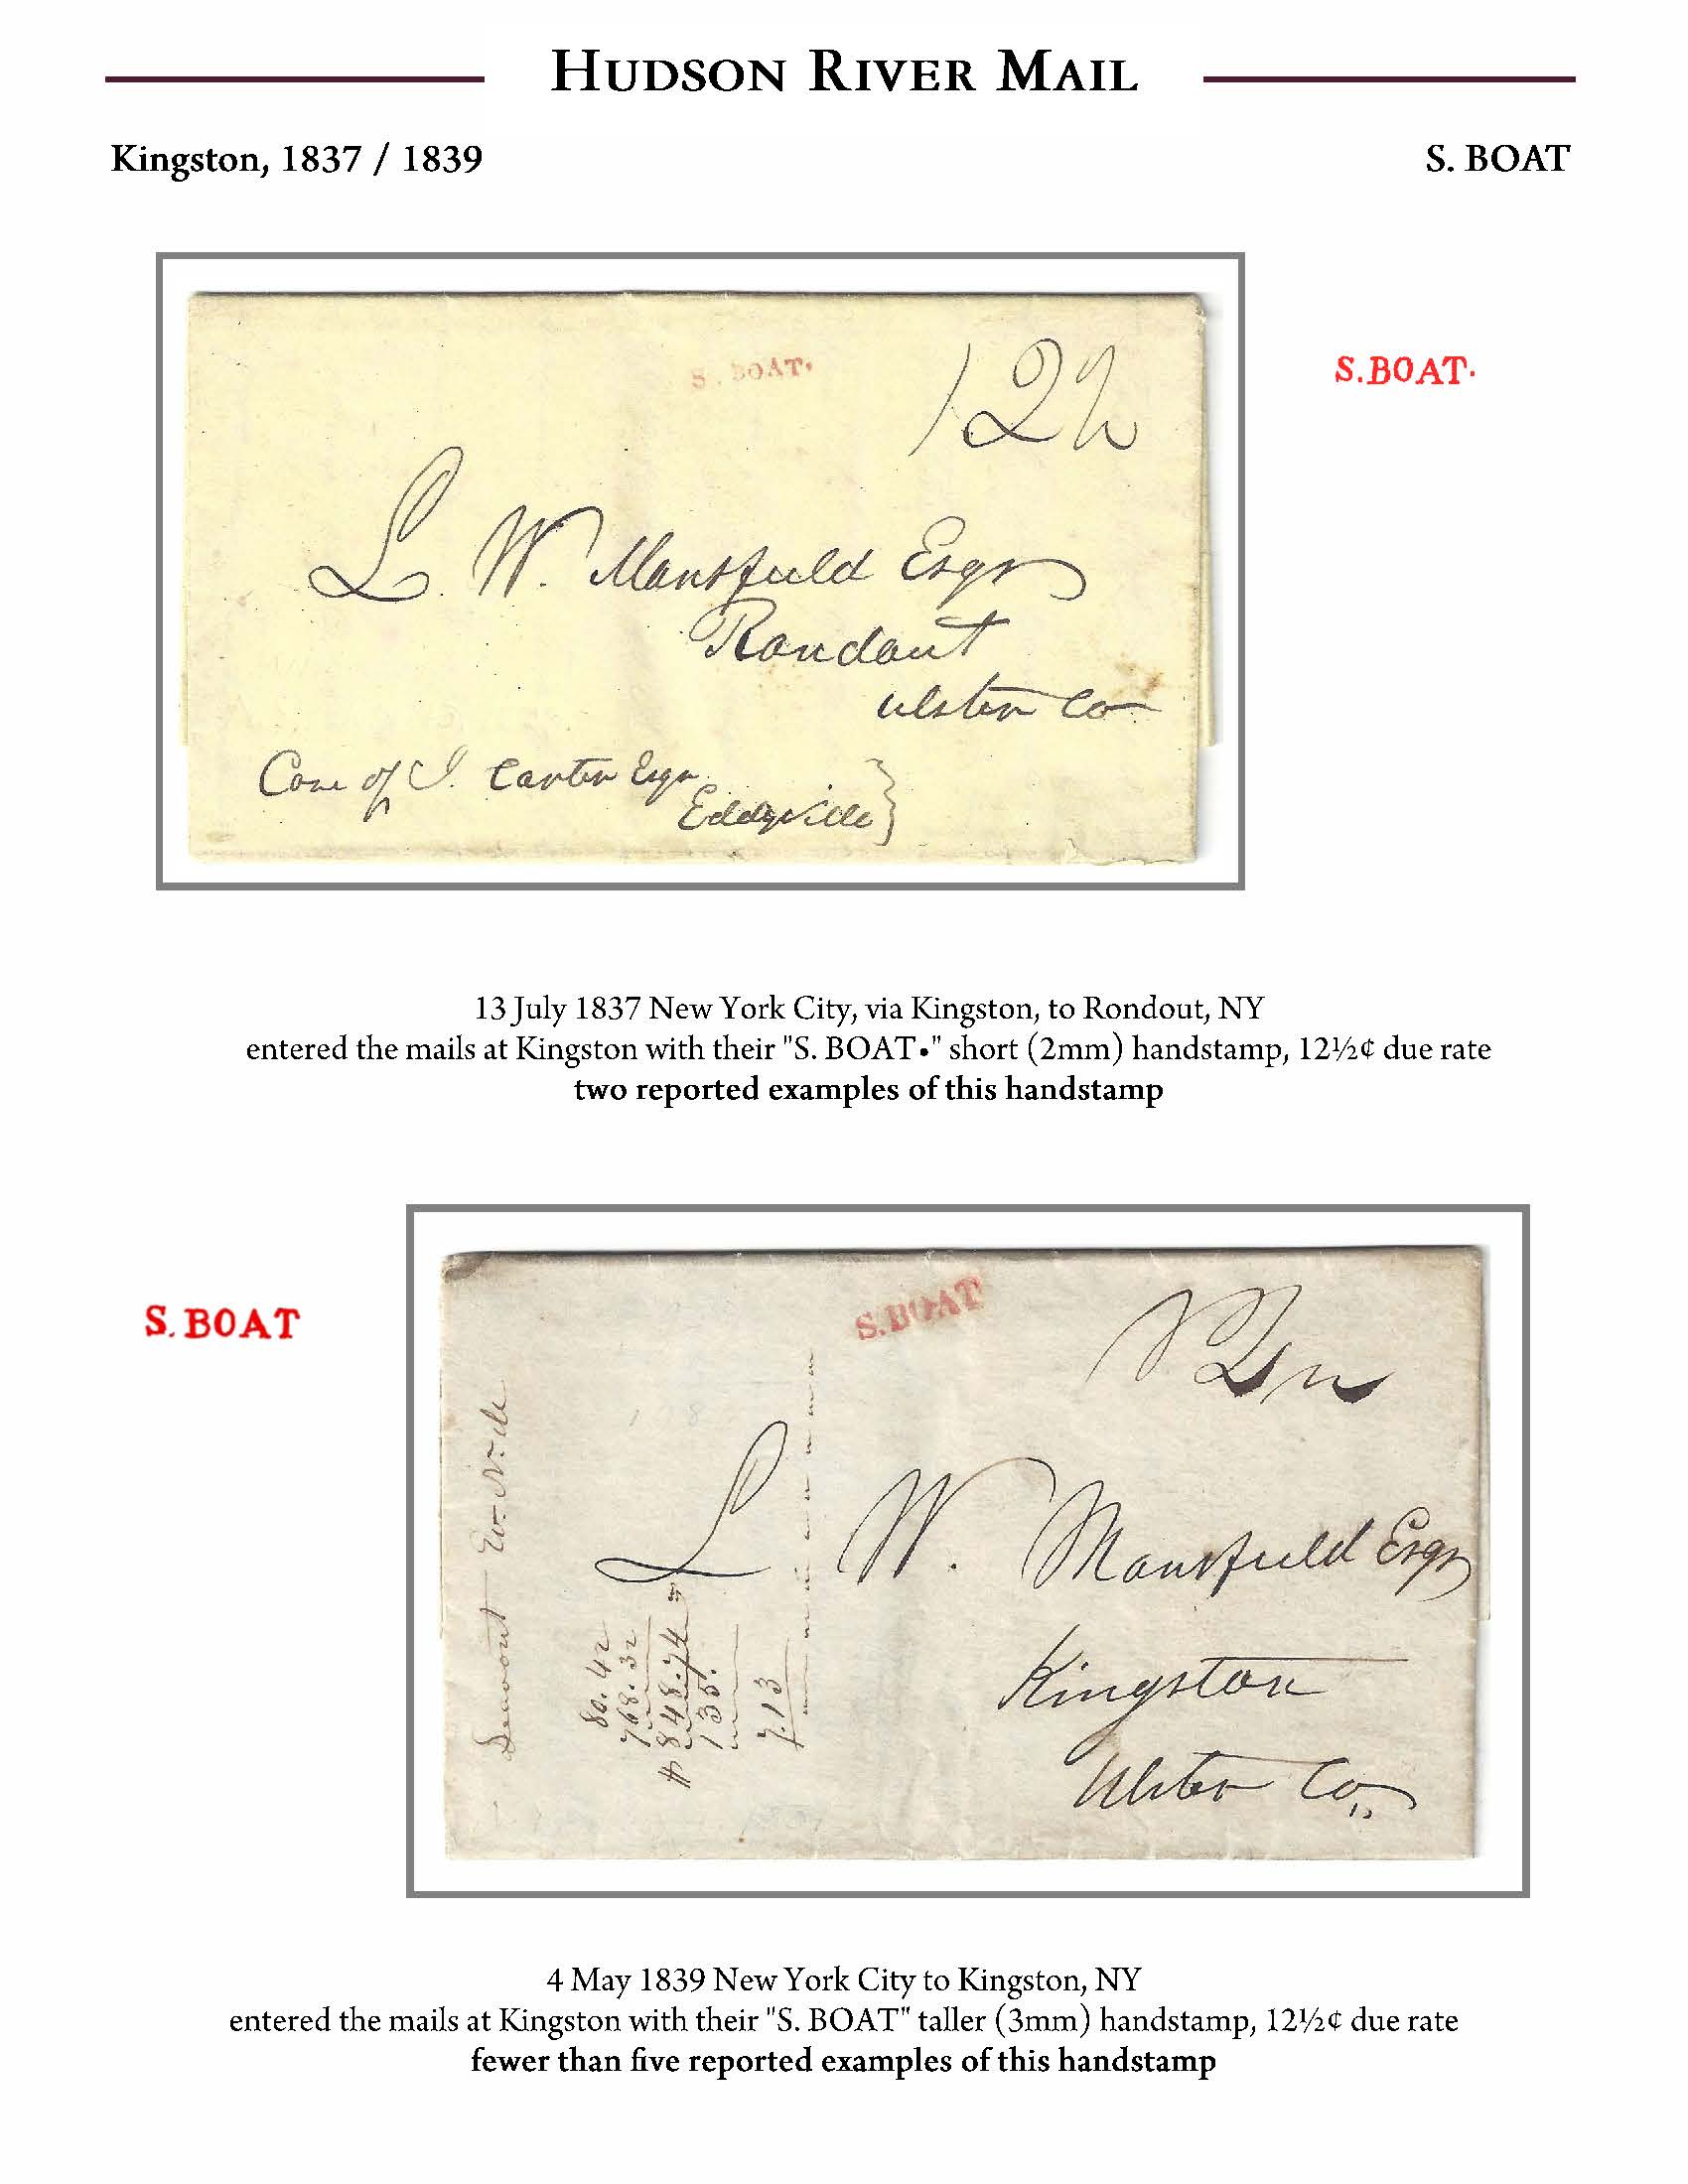 HUDSON RIVER MAIL
Kingston, 1837 / 1839
S. BOAT
S. BOAT.
12½
S.BOAT.
L. W. Mansfield Esqr
Rondout
Ulster Co
Care of J. Carter Esqr
Eddyville}
13 July 1837 New York City, via Kingston, to Rondout, NY
entered the mails at Kingston with their "S. BOAT•" short (2mm) handstamp, 12½¢ due rate
two reported examples of this handstamp
S. BOAT
S. BOAT
L W. Mansfield Esqr
Kingston
Ulster Co,,
80.42
768.32
# 848.74
135.
7.13
4 May 1839 New York City to Kingston, NY
entered the mails at Kingston with their "S. BOAT" taller (3mm) handstamp, 12½¢ due rate
fewer than five reported examples of this handstamp